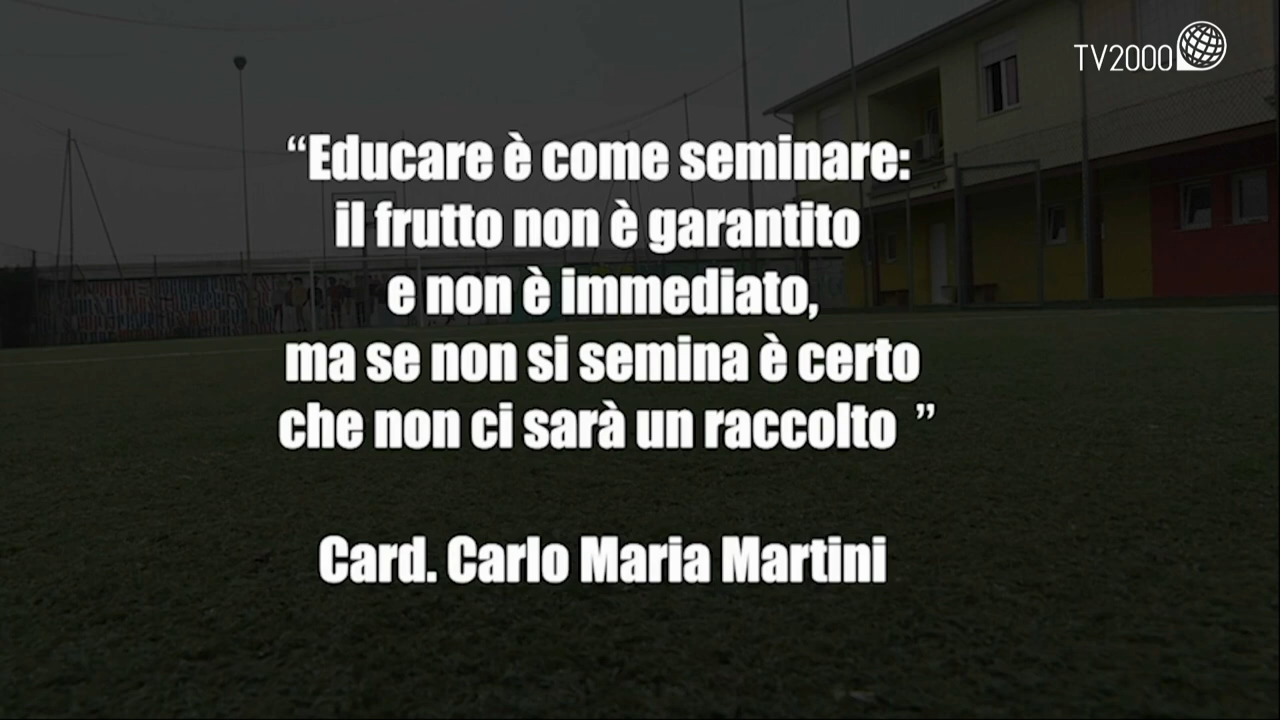 TV2000
“Educare è come seminare:
il frutto non è garantito
e non è immediato,
ma se non si semina è certo
che non ci sarà un raccolto ”
Card. Carlo Maria Martini